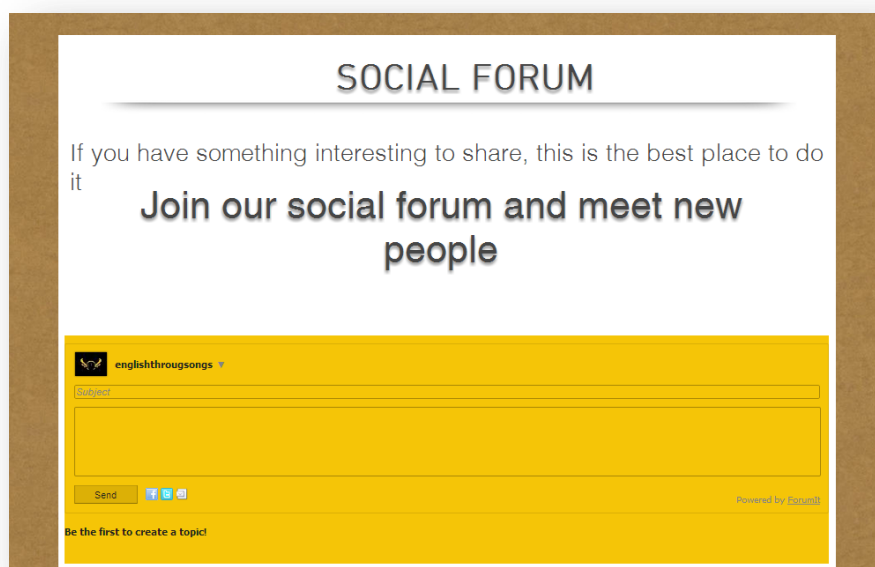 SOCIAL FORUM
If you have something interesting to share, this is the best place to do
it
Join our social forum and meet new
people
englishthrougsongs
Subject
Send
Powered by ForumIt
Be the first to create a topic!